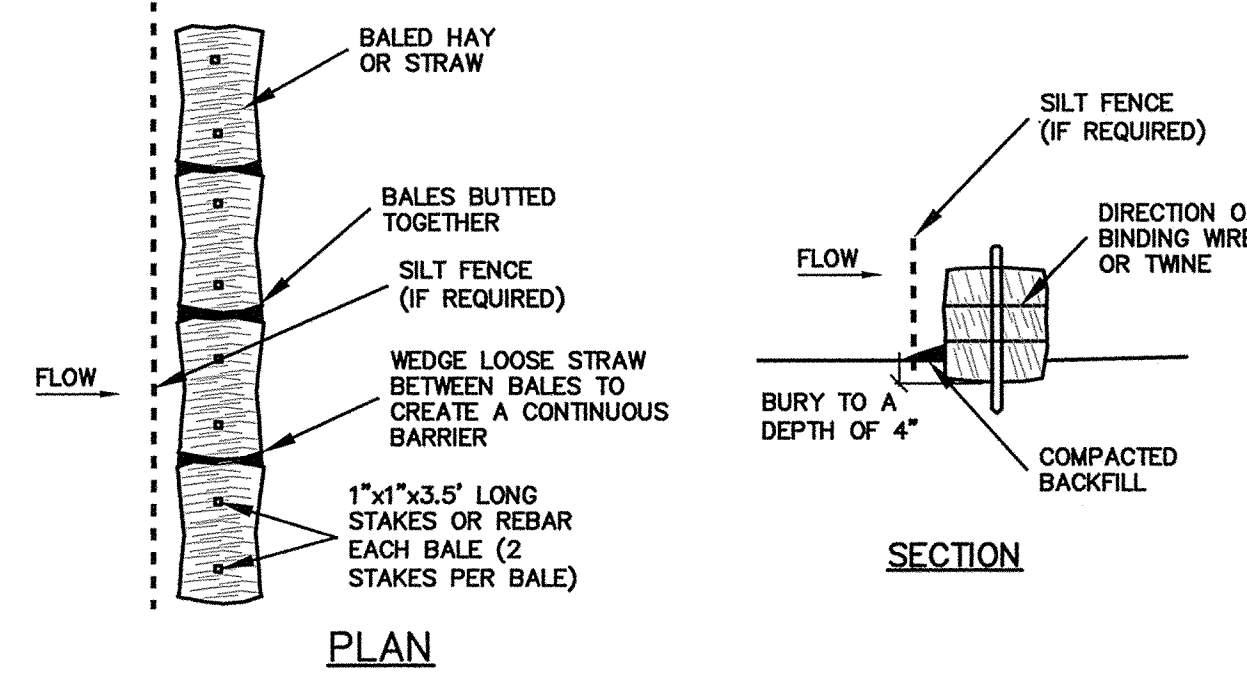 BALED HAY
OR STRAW
BALES BUTTED
TOGETHER
SILT FENCE
(IF REQUIRED)
FLOW
WEDGE LOOSE STRAW
BETWEEN BALES TO
CREATE A CONTINUOUS
BARRIER
1"x1"x3.5' LONG
STAKES OR REBAR
EACH BALE (2
STAKES PER BALE)
PLAN
SILT FENCE
(IF REQUIRED)
DIRECTION
BINDING WIRE
OR TWINE
FLOW
BURY TO A
DEPTH OF 4"
COMPACTED
BACKFILL
SECTION